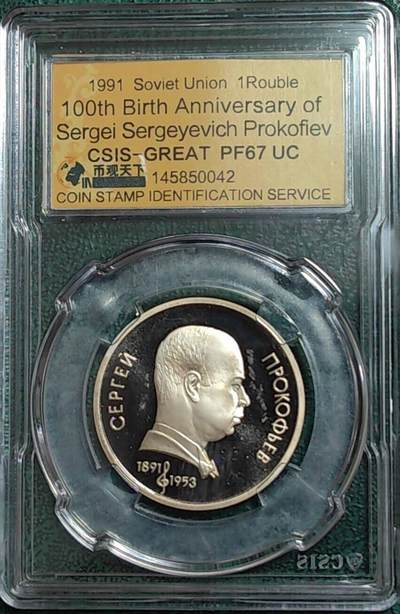 1991 Soviet Union 1Rouble
100th Birth Anniversary of
Sergei Sergeyevich Prokofiev
CSIS-GREAT PF67 UC
币观天下
145850042
COIN STAMP IDENTIFICATION SERVICE
СЕРГЕЙ
ПРОКОФЬЕВ
1891
1953
CSIS